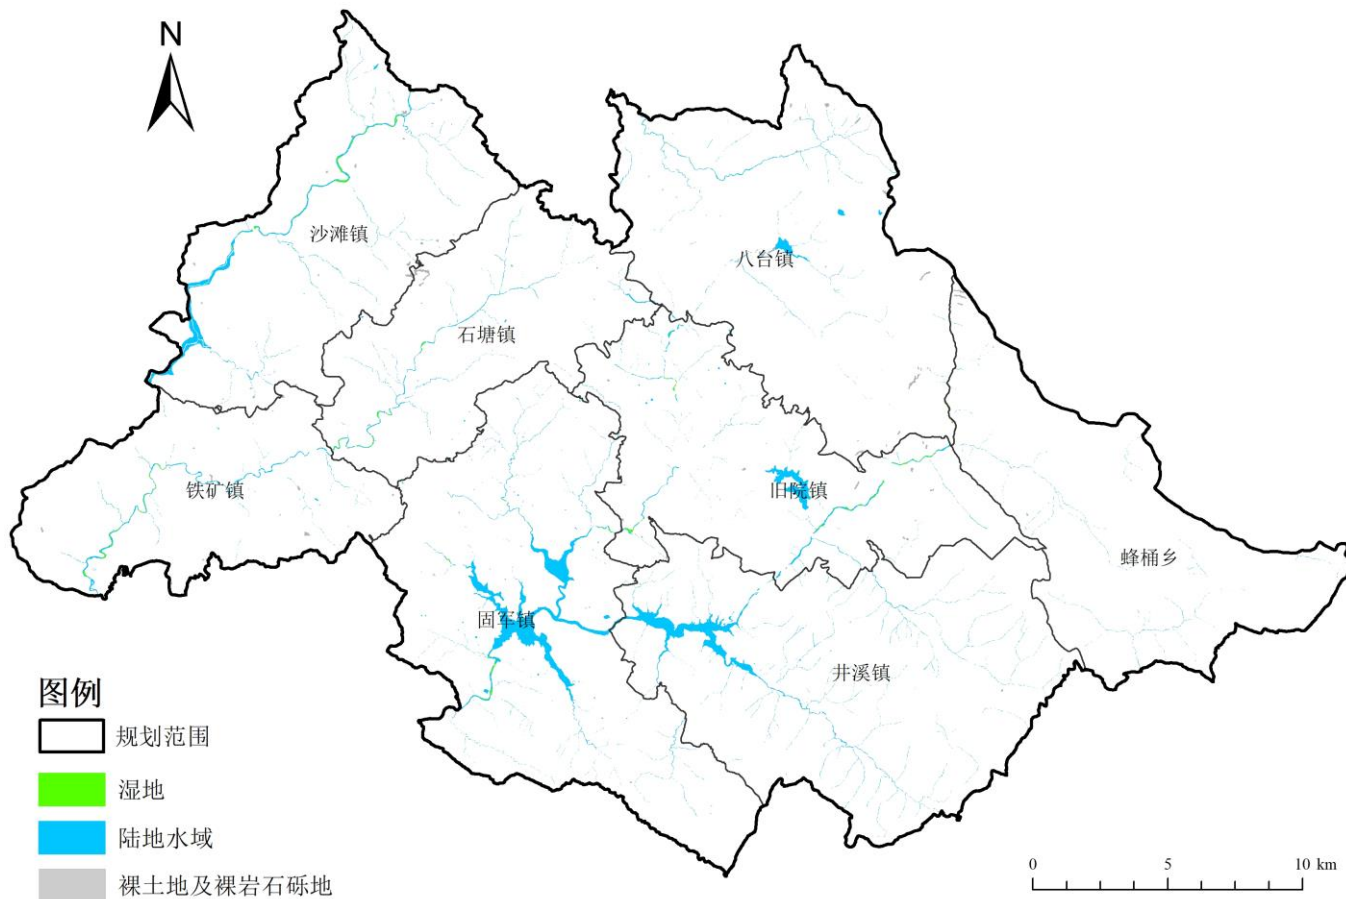 N
沙滩镇
八台镇
石塘镇
铁矿镇
旧院镇
蜂桶乡
固军镇
井溪镇
图例
规划范围
湿地
陆地水域
裸土地及裸岩石砾地
0 5 10 km